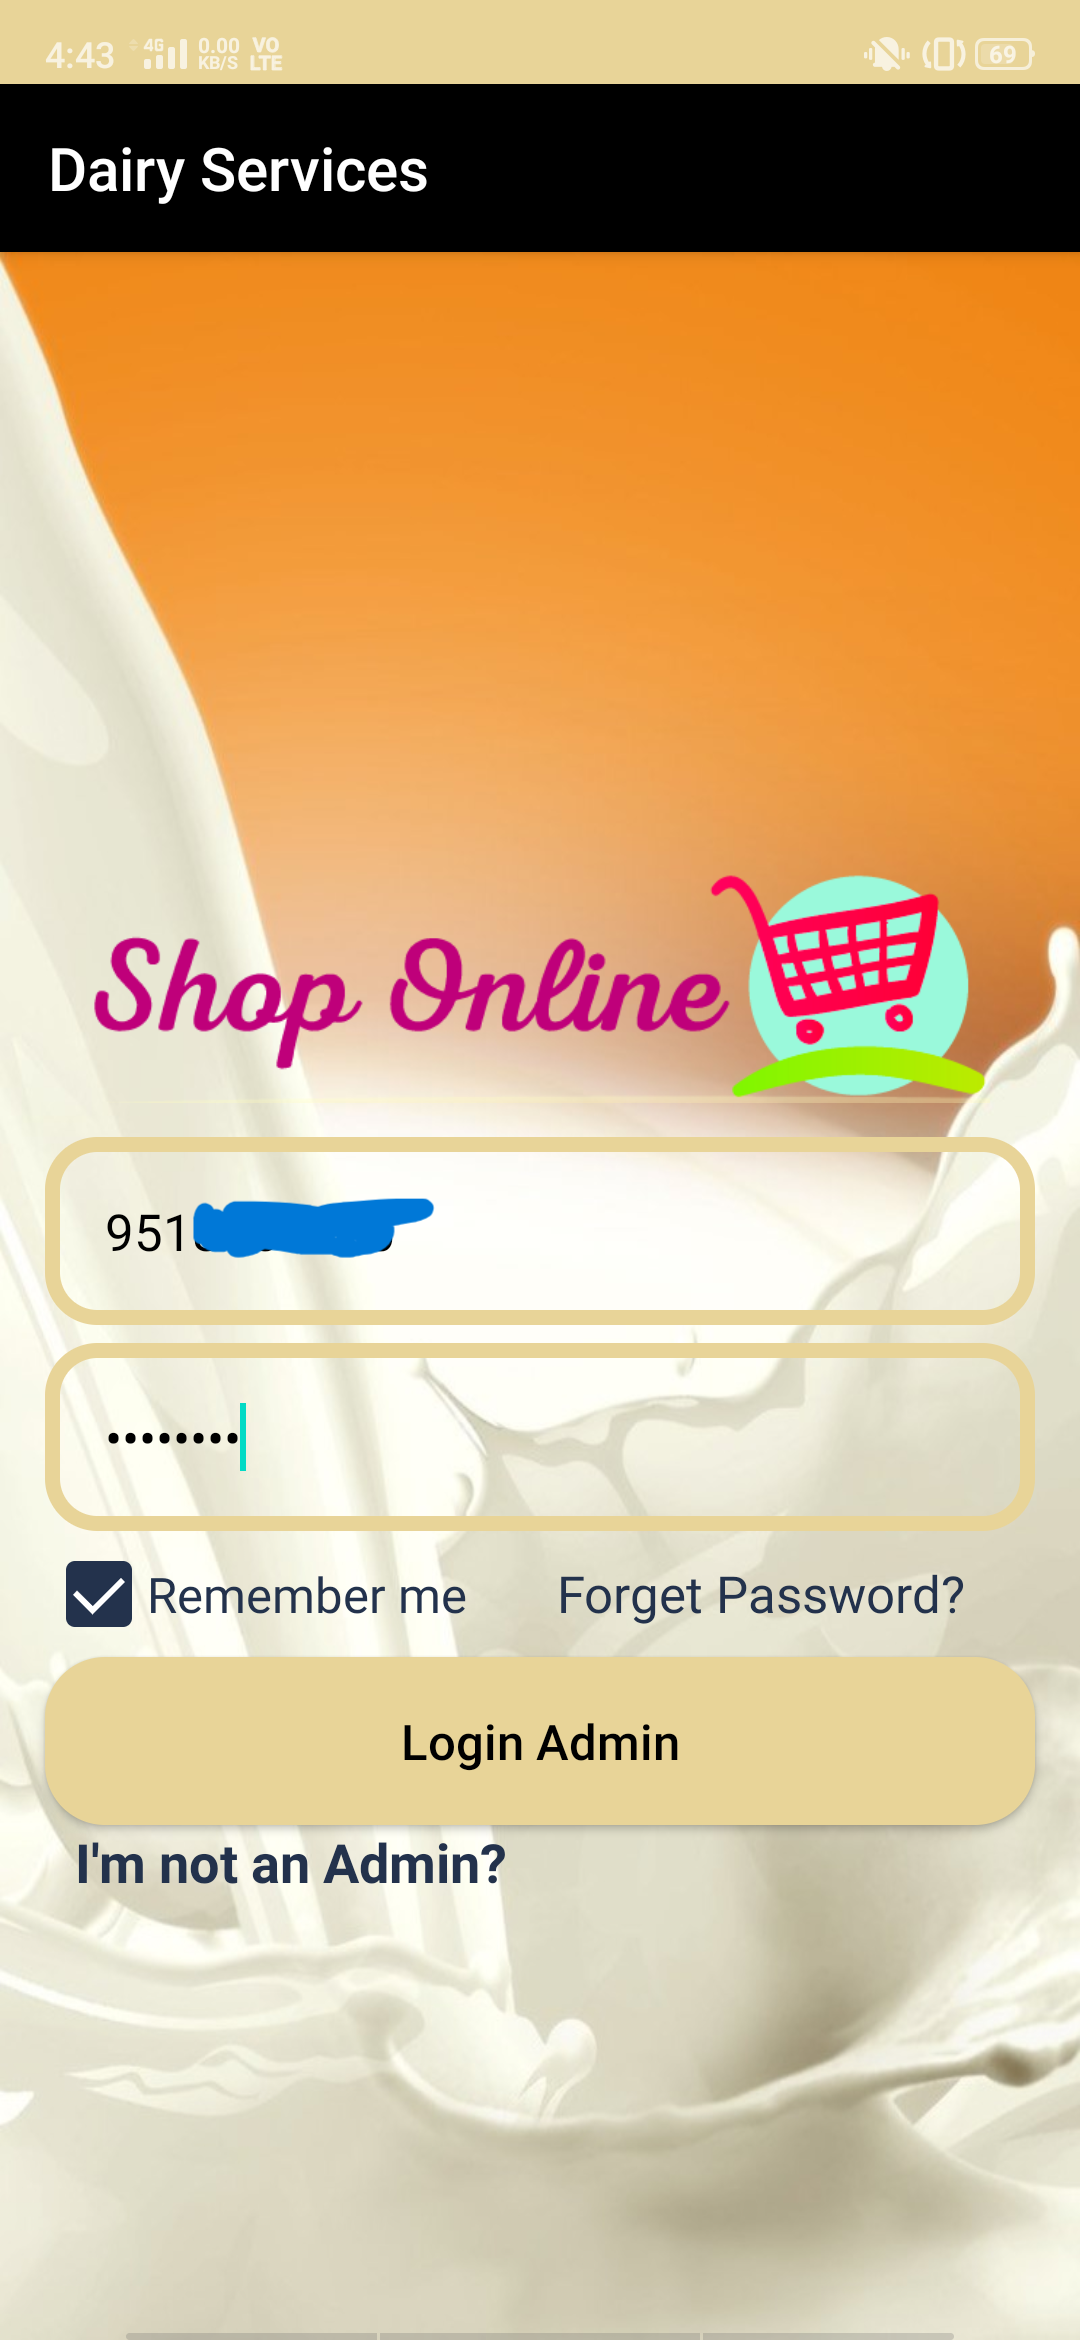 4:43 4G 0.00 KB/S VO LTE 69
Dairy Services
Shop Online
951
••••••••
Remember me Forget Password?
Login Admin
I'm not an Admin?